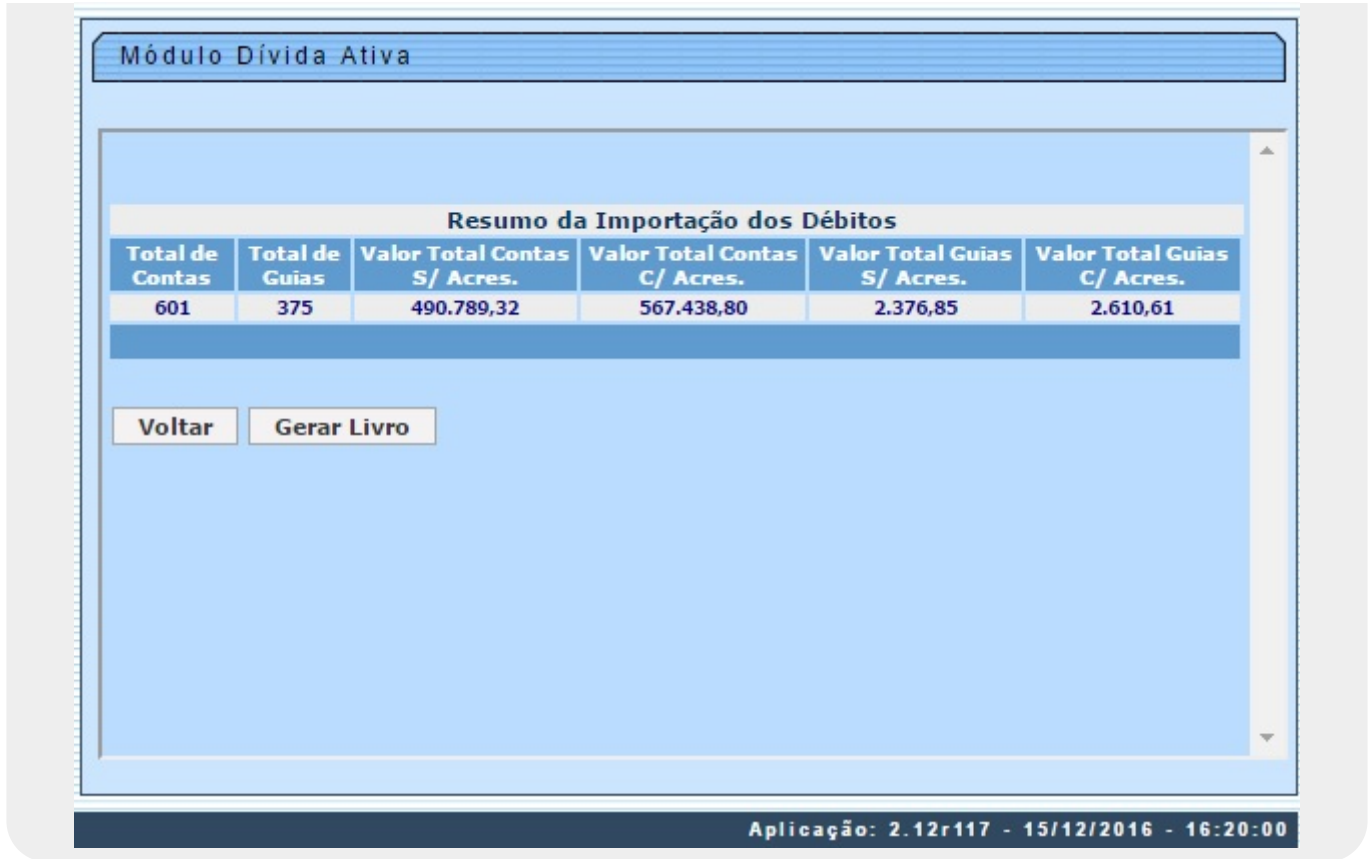 Módulo Dívida Ativa
Resumo da Importação dos Débitos
Total de Contas Total de Guias Valor Total Contas S/ Acres. Valor Total Contas C/ Acres. Valor Total Guias S/ Acres. Valor Total Guias C/ Acres.
601 375 490.789,32 567.438,80 2.376,85 2.610,61
Voltar Gerar Livro
Aplicação: 2.12r117 - 15/12/2016 - 16:20:00